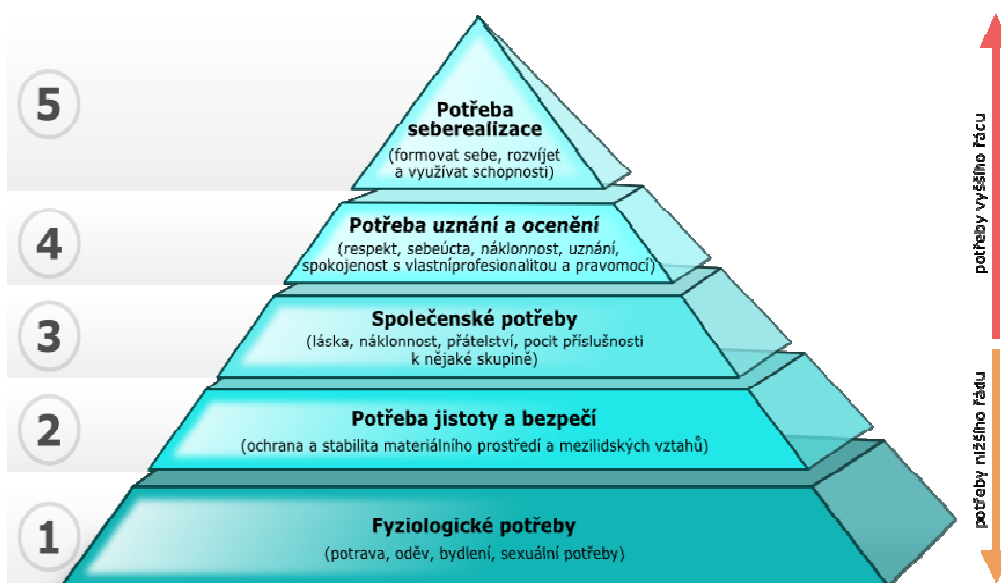 5
Potřeba
seberealizace
(formovat sebe, rozvíjet
a využívat schopnosti)
4
Potřeba uznání a ocenění
(respekt, sebeúcta, náklonnost, uznání,
spokojenost s vlastníprofesionalitou a pravomocí)
3
Společenské potřeby
(láska, náklonnost, přátelství, pocit příslušnosti
k nějaké skupině)
2
Potřeba jistoty a bezpečí
(ochrana a stabilita materiálního prostředí a mezilidských vztahů)
1
Fyziologické potřeby
(potrava, oděv, bydlení, sexuální potřeby)
potřeby vyššího řácu
potřeby nižšího řádu